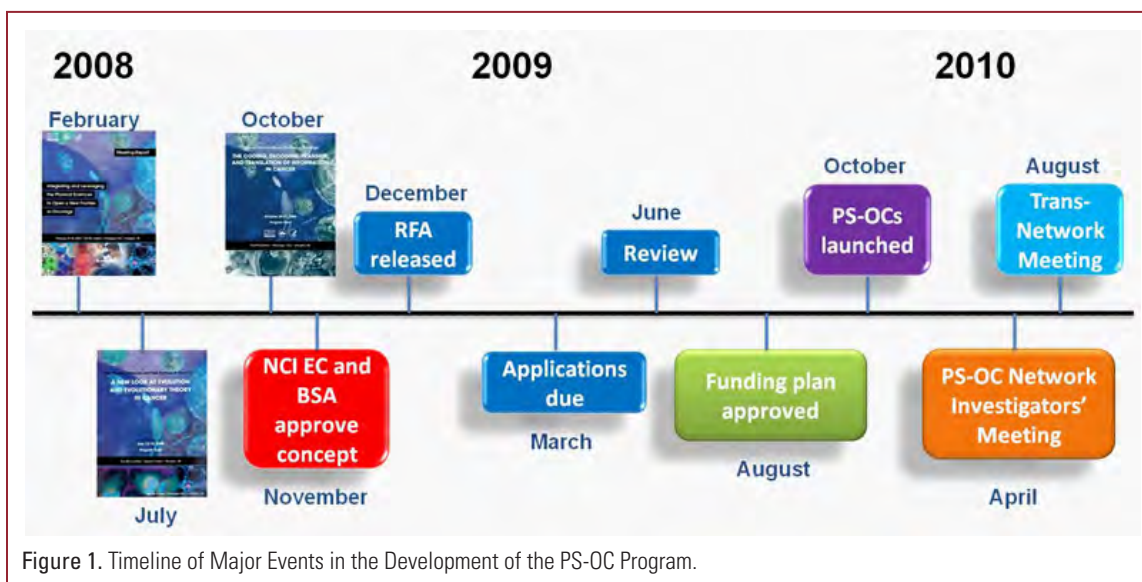 2008
2009
2010
February
October
December
June
October
August
Meeting Report
Integrating and Leveraging
the Physical Sciences
to Open a New Frontier
in Oncology
THE CODING, DECODING, TRANSFER,
AND TRANSLATION OF INFORMATION
IN CANCER
RFA
released
Review
PS-OCs
launched
Trans-
Network
Meeting
A NEW LOOK AT EVOLUTION
AND EVOLUTIONARY THEORY
IN CANCER
NCI EC and
BSA
approve
concept
Applications
due
Funding plan
approved
PS-OC Network
Investigators’
Meeting
July
November
March
August
April
Figure 1. Timeline of Major Events in the Development of the PS-OC Program.